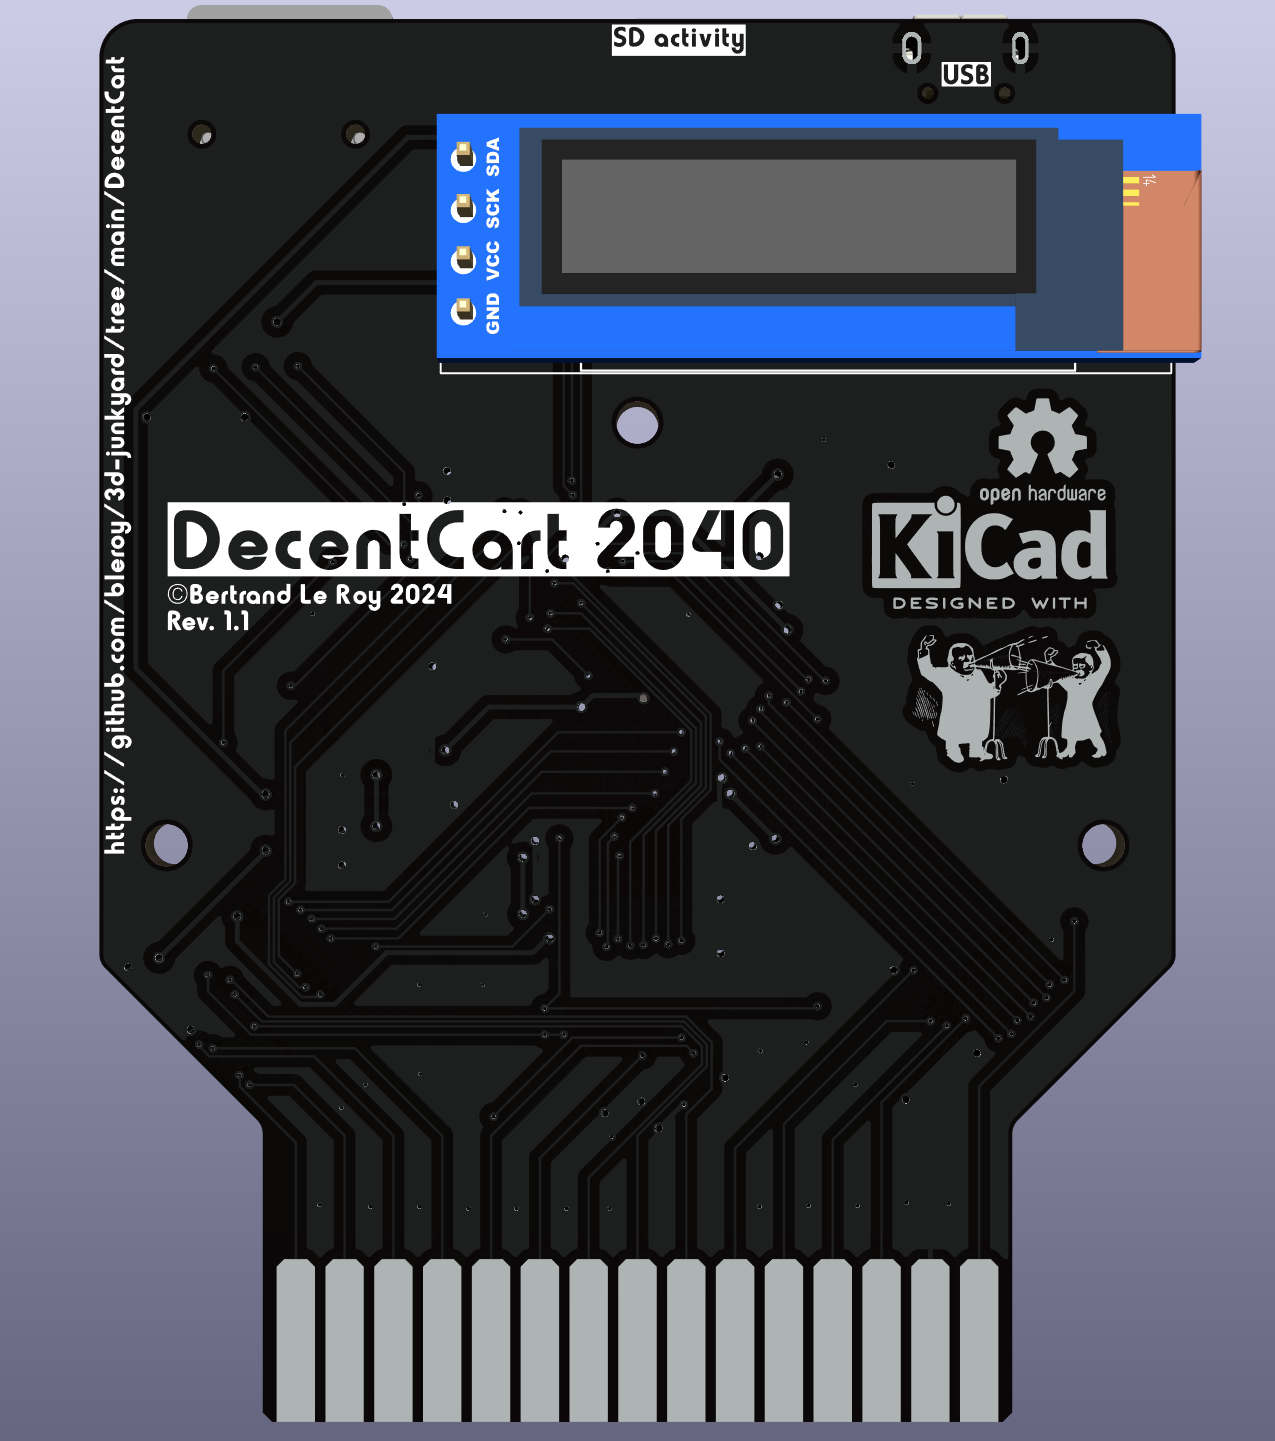 SD activity
USB
SDA
SCK
VCC
GND
14
https://github.com/bleroy/3d-junkyard/tree/main/DecentCart
open hardware
DecentCart 2040
KiCad
©Bertrand Le Roy 2024
DESIGNED WITH
Rev. 1.1